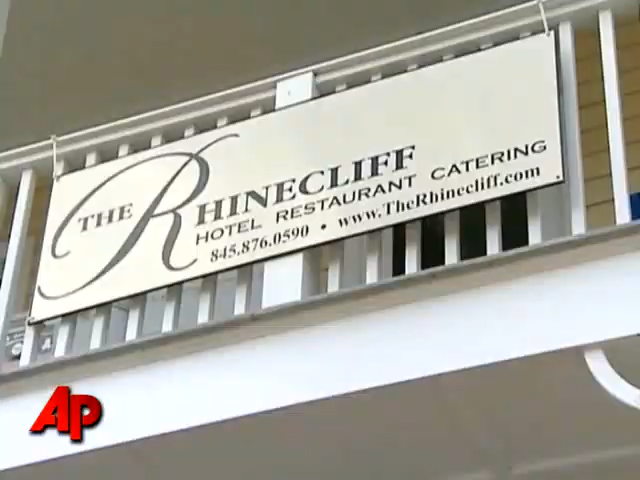 THE RHINECLIFF
HOTEL RESTAURANT CATERING
845.876.0590 • www.TheRhinecliff.com
AP